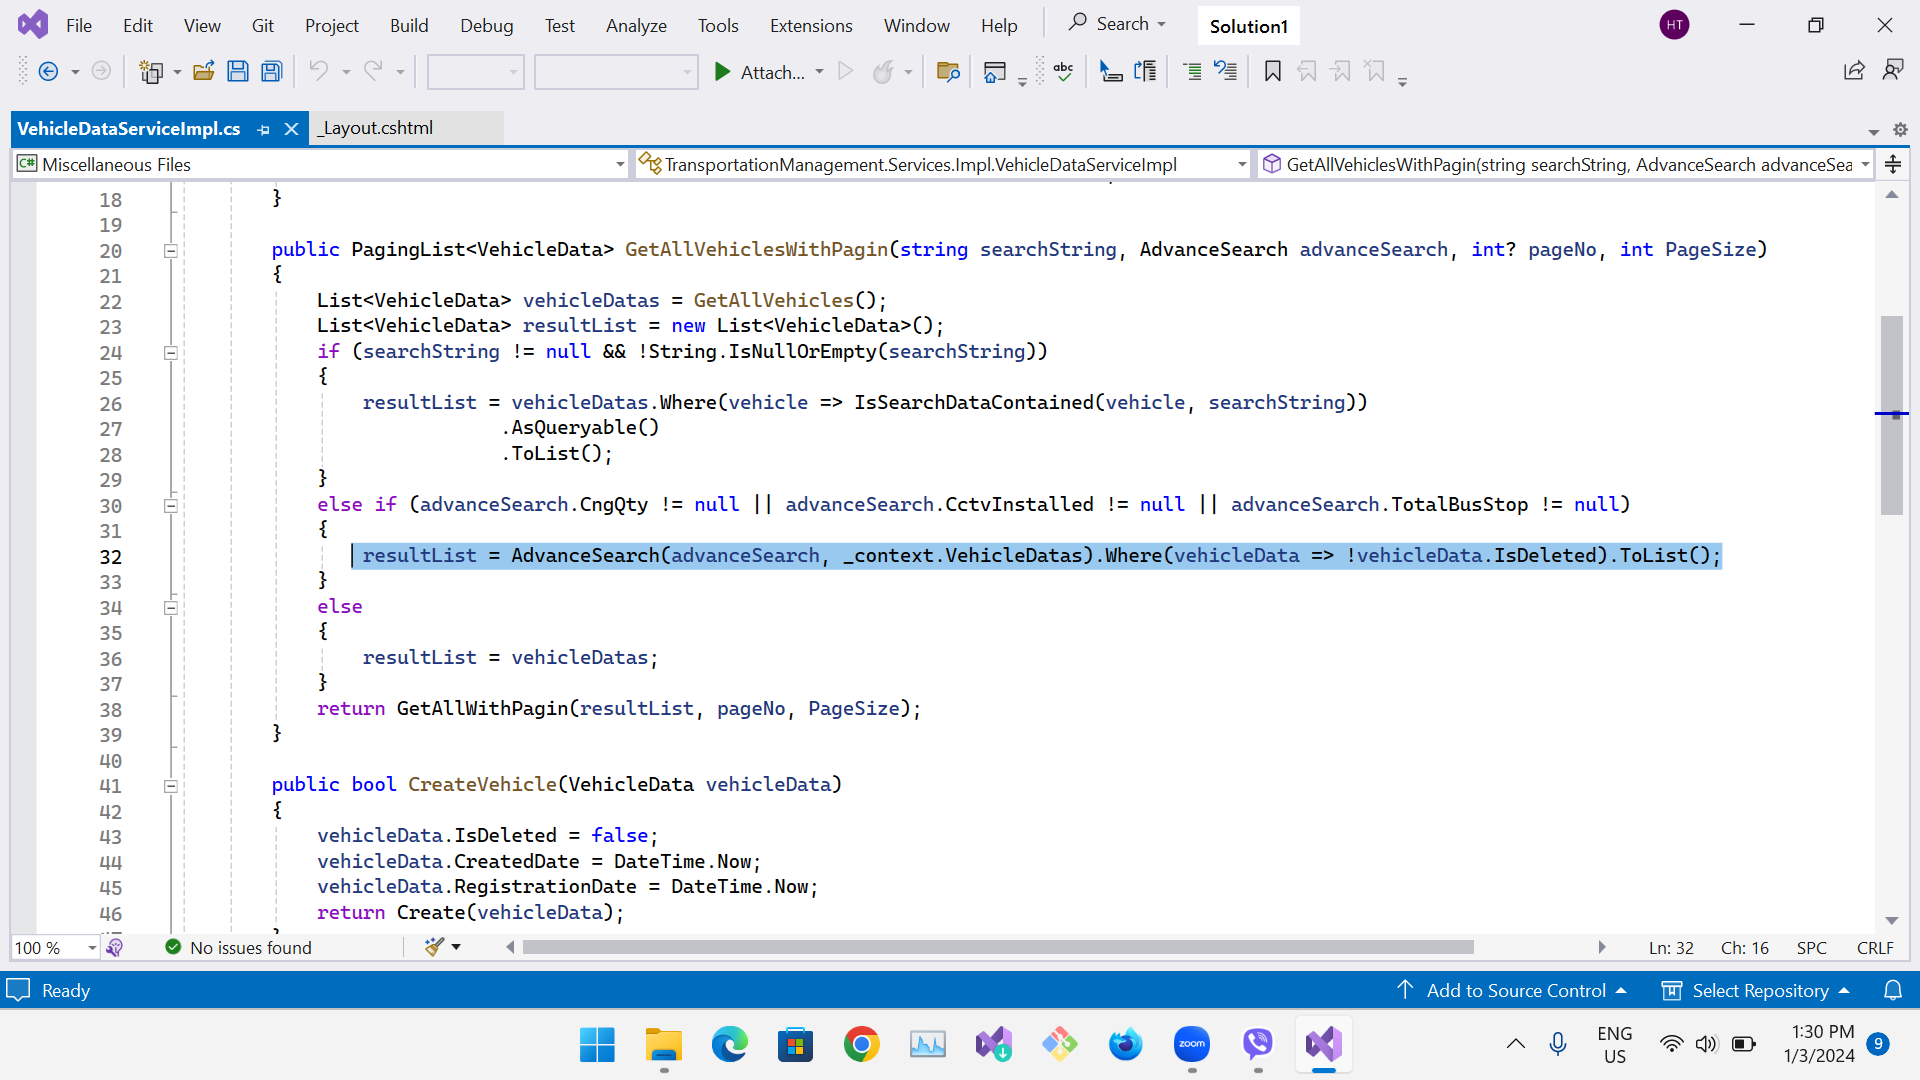 File Edit View Git Project Build Debug Test Analyze Tools Extensions Window Help Search Solution1 HT
Attach... abc
VehicleDataServiceImpl.cs _Layout.cshtml
C# Miscellaneous Files TransportationManagement.Services.Impl.VehicleDataServiceImpl GetAllVehiclesWithPagin(string searchString, AdvanceSearch advanceSea
18 }
19
20 public PagingList<VehicleData> GetAllVehiclesWithPagin(string searchString, AdvanceSearch advanceSearch, int? pageNo, int PageSize)
21 {
22 List<VehicleData> vehicleDatas = GetAllVehicles();
23 List<VehicleData> resultList = new List<VehicleData>();
24 if (searchString != null && !String.IsNullOrEmpty(searchString))
25 {
26 resultList = vehicleDatas.Where(vehicle => IsSearchDataContained(vehicle, searchString))
27 .AsQueryable()
28 .ToList();
29 }
30 else if (advanceSearch.CngQty != null || advanceSearch.CctvInstalled != null || advanceSearch.TotalBusStop != null)
31 {
32 resultList = AdvanceSearch(advanceSearch, _context.VehicleDatas).Where(vehicleData => !vehicleData.IsDeleted).ToList();
33 }
34 else
35 {
36 resultList = vehicleDatas;
37 }
38 return GetAllWithPagin(resultList, pageNo, PageSize);
39 }
40
41 public bool CreateVehicle(VehicleData vehicleData)
42 {
43 vehicleData.IsDeleted = false;
44 vehicleData.CreatedDate = DateTime.Now;
45 vehicleData.RegistrationDate = DateTime.Now;
46 return Create(vehicleData);
100 % No issues found Ln: 32 Ch: 16 SPC CRLF
Ready Add to Source Control Select Repository
zoom ENG US 1:30 PM 1/3/2024 9